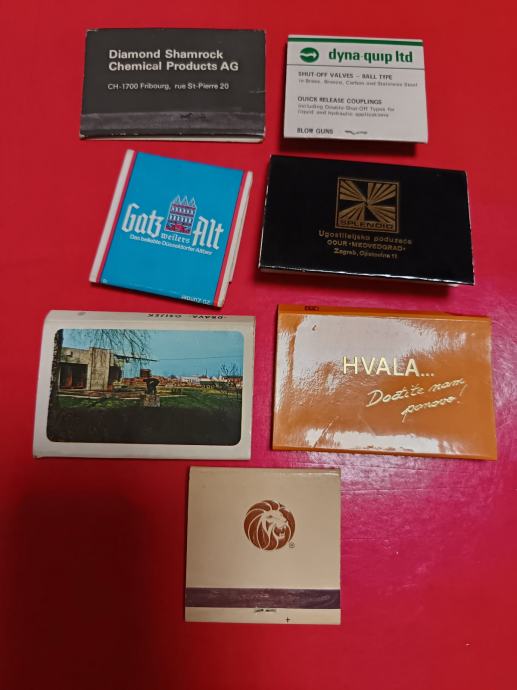 Diamond Shamrock
Chemical Products AG
CH-1700 Fribourg, rue St-Pierre 20
dyna-quip ltd
SHUT-OFF VALVES - BALL TYPE
in Brass, Bronze, Carbon and Stainless Steel
QUICK RELEASE COUPLINGS
including Double Shut-Off Types for
liquid and hydraulic applications
BLOW GUNS
Gatz Alt
weilers
Das beliebte Düsseldorfer Altbier
SPLENDID
Ugostiteljsko poduzeće
OOUR «MEDVEDGRAD»
Zagreb, Opatovina 11
DRAVA OSIJEK
HVALA...
Dođite nam
ponovo!